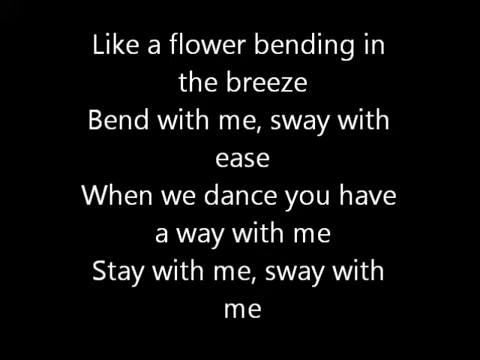 Like a flower bending in
the breeze
Bend with me, sway with
ease
When we dance you have
a way with me
Stay with me, sway with
me